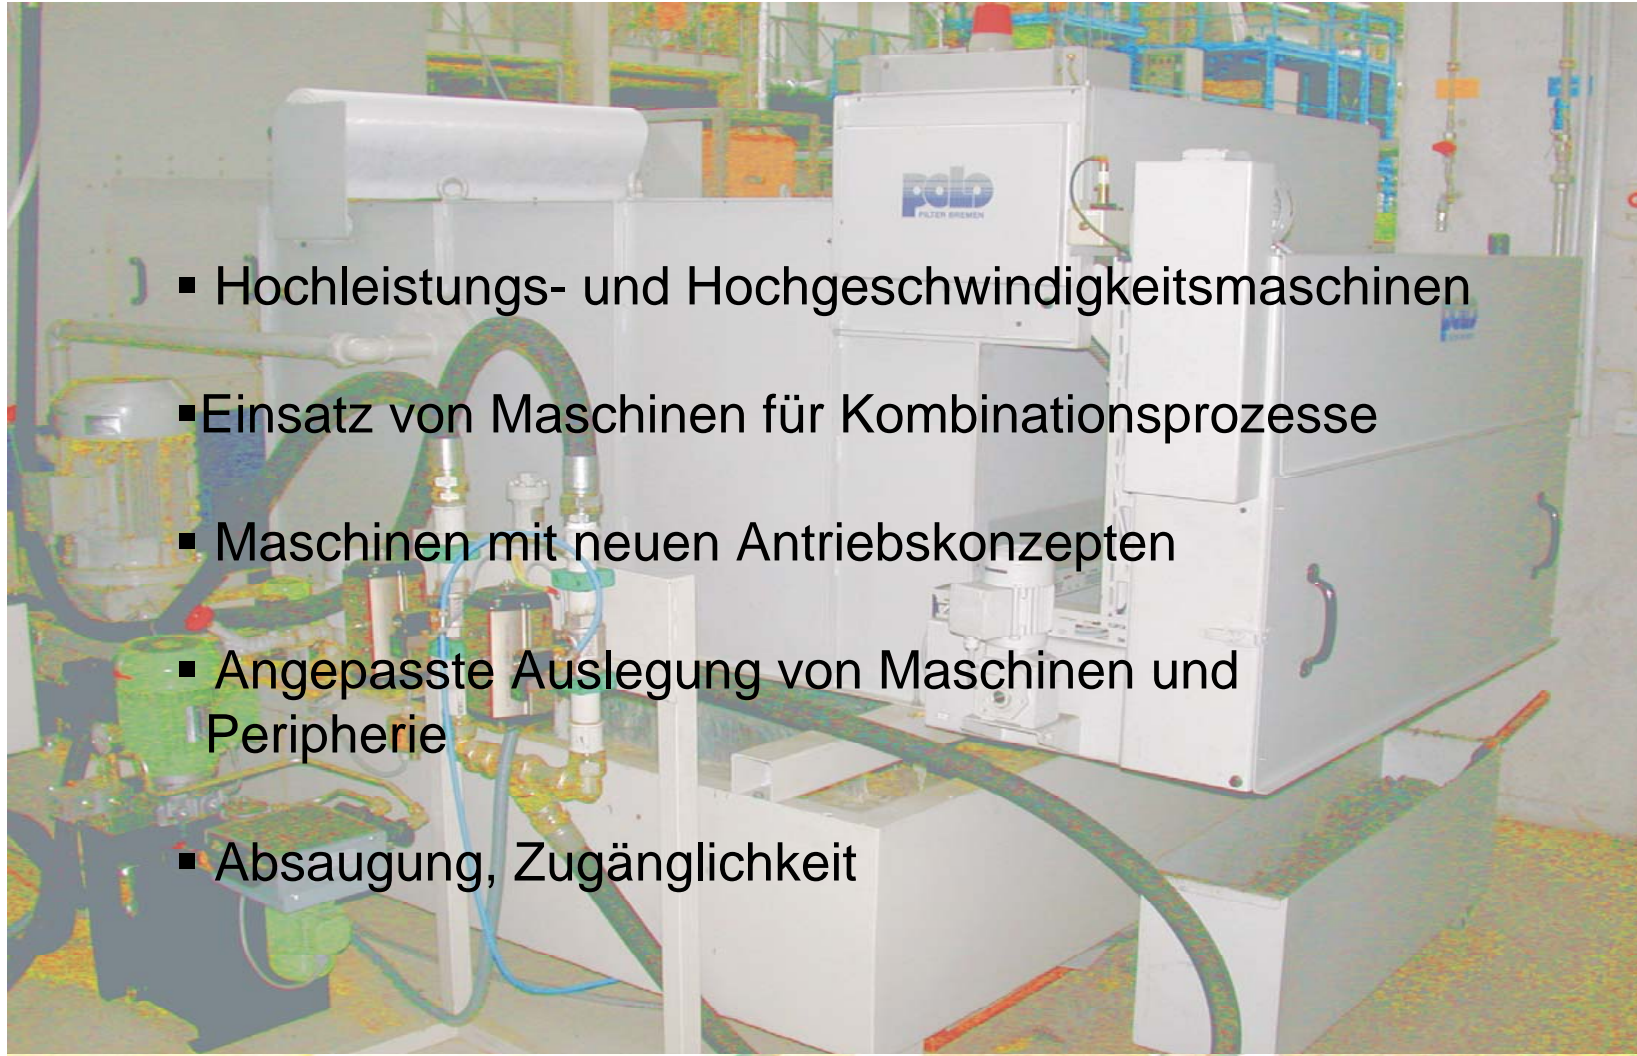 polo
FILTER BREMEN
▪ Hochleistungs- und Hochgeschwindigkeitsmaschinen
▪Einsatz von Maschinen für Kombinationsprozesse
▪ Maschinen mit neuen Antriebskonzepten
▪ Angepasste Auslegung von Maschinen und
Peripherie
▪ Absaugung, Zugänglichkeit